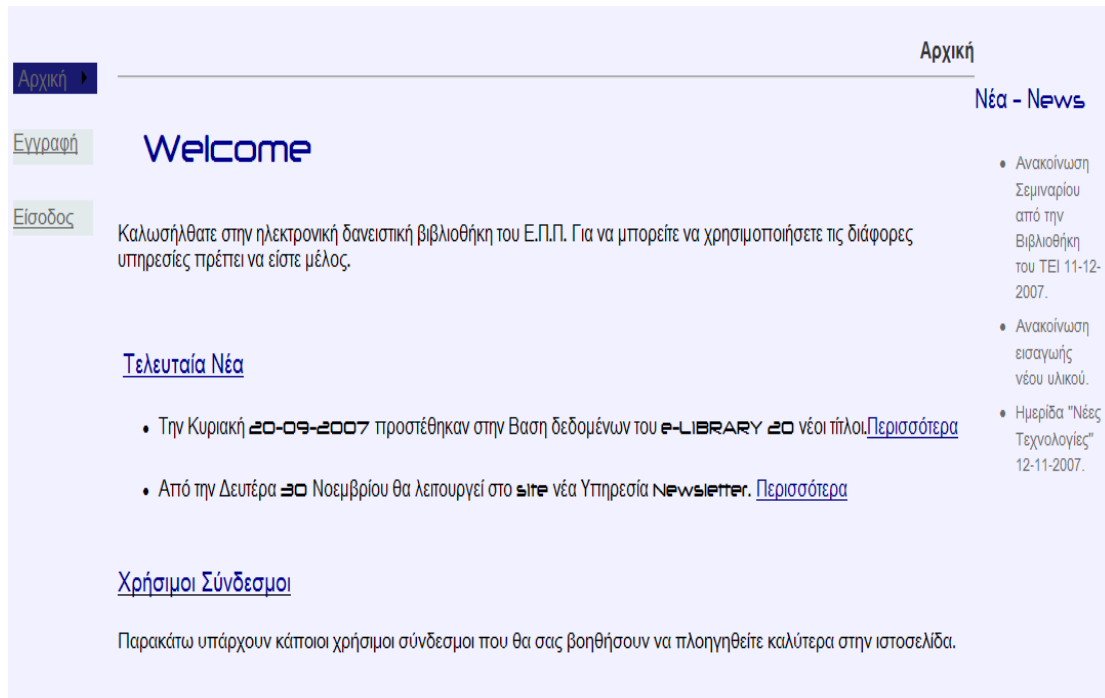 Αρχική
Αρχική
Εγγραφή
Είσοδος
Welcome
Καλωσήλθατε στην ηλεκτρονική δανειστική βιβλιοθήκη του Ε.Π.Π. Για να μπορείτε να χρησιμοποιήσετε τις διάφορες
υπηρεσίες πρέπει να είστε μέλος.
Τελευταία Νέα
• Την Κυριακή 20-09-2007 προστέθηκαν στην Βαση δεδομένων του e-LIBRARY 20 νέοι τίτλοι.Περισσότερα
• Από την Δευτέρα 30 Νοεμβρίου θα λειτουργεί στο site νέα Υπηρεσία Newsletter. Περισσότερα
Χρήσιμοι Σύνδεσμοι
Παρακάτω υπάρχουν κάποιοι χρήσιμοι σύνδεσμοι που θα σας βοηθήσουν να πλοηγηθείτε καλύτερα στην ιστοσελίδα.
Νέα - News
• Ανακοίνωση
Σεμιναρίου
από την
Βιβλιοθήκη
του ΤΕΙ 11-12-
2007.
• Ανακοίνωση
εισαγωγής
νέου υλικού.
• Ημερίδα "Νέες
Τεχνολογίες"
12-11-2007.